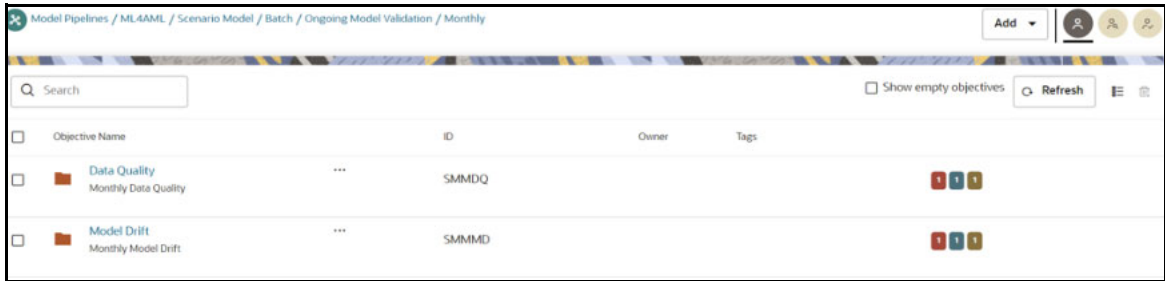 Model Pipelines / ML4AML / Scenario Model / Batch / Ongoing Model Validation / Monthly
Add
Search
Show empty objectives
Refresh
Objective Name ID Owner Tags
Data Quality ... SMMDQ 1 1 1
Monthly Data Quality
Model Drift ... SMMMD 1 1 1
Monthly Model Drift